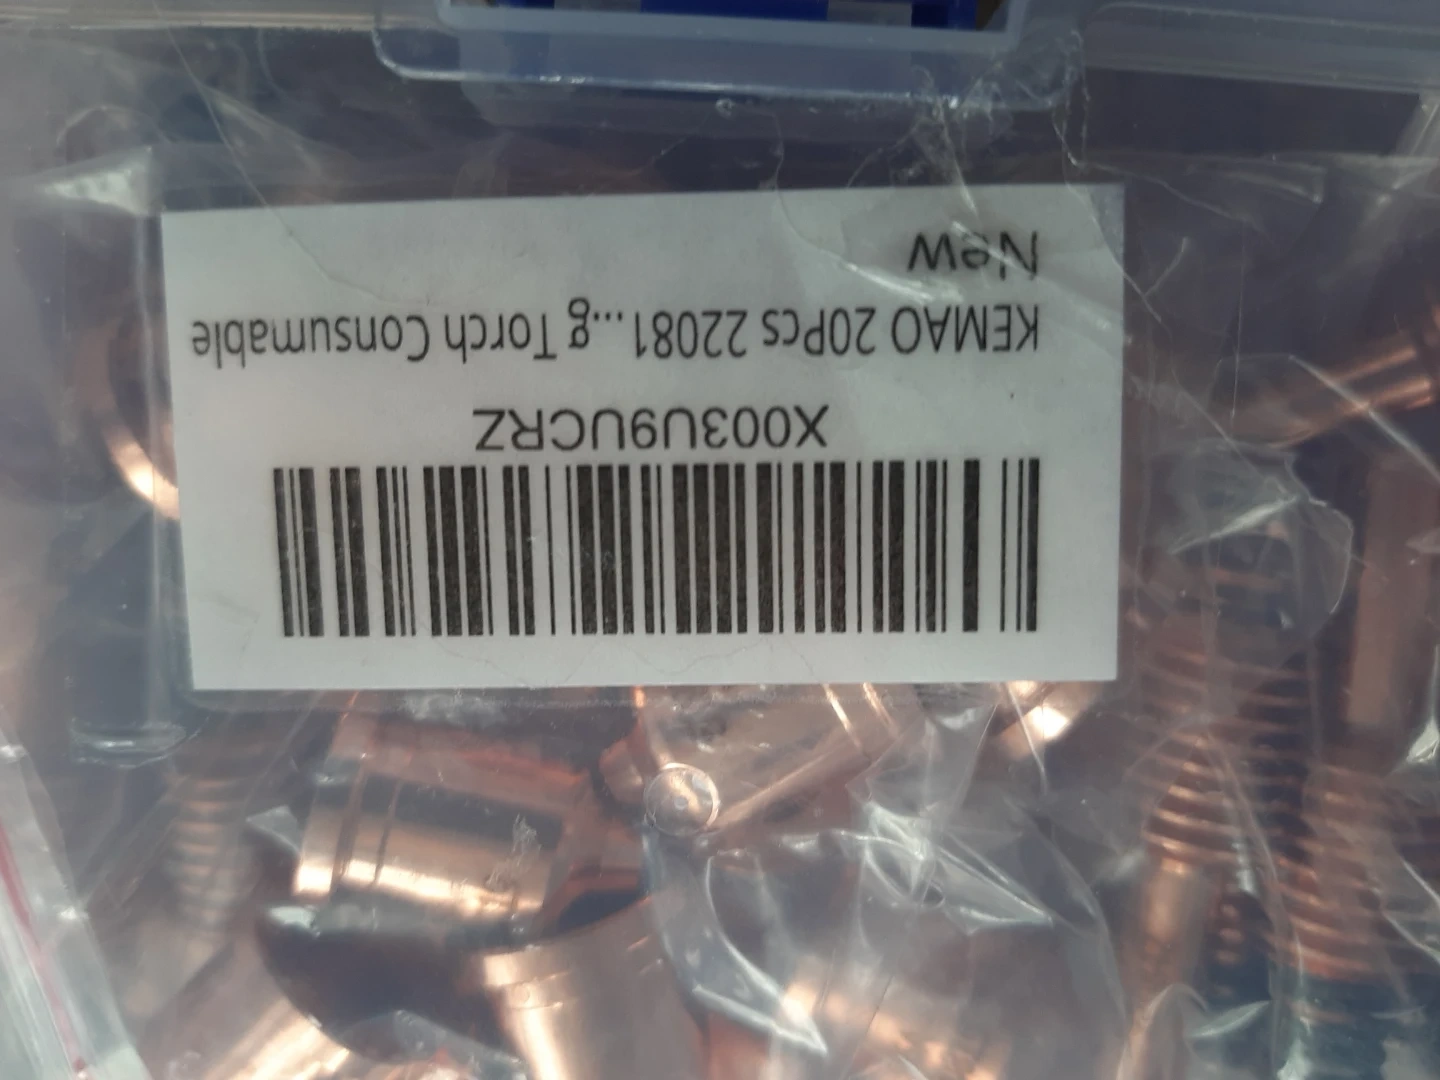 X003U9UCRZ
KEMAO 20Pcs 22081...g Torch Consumable
New